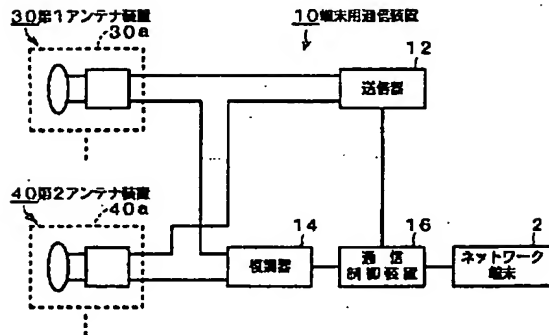 30第1アンテナ装置
30a
10端末用通信装置
12
送信器
40第2アンテナ装置
40a
14
復調器
16
通信
制御装置
2
ネットワーク
端末